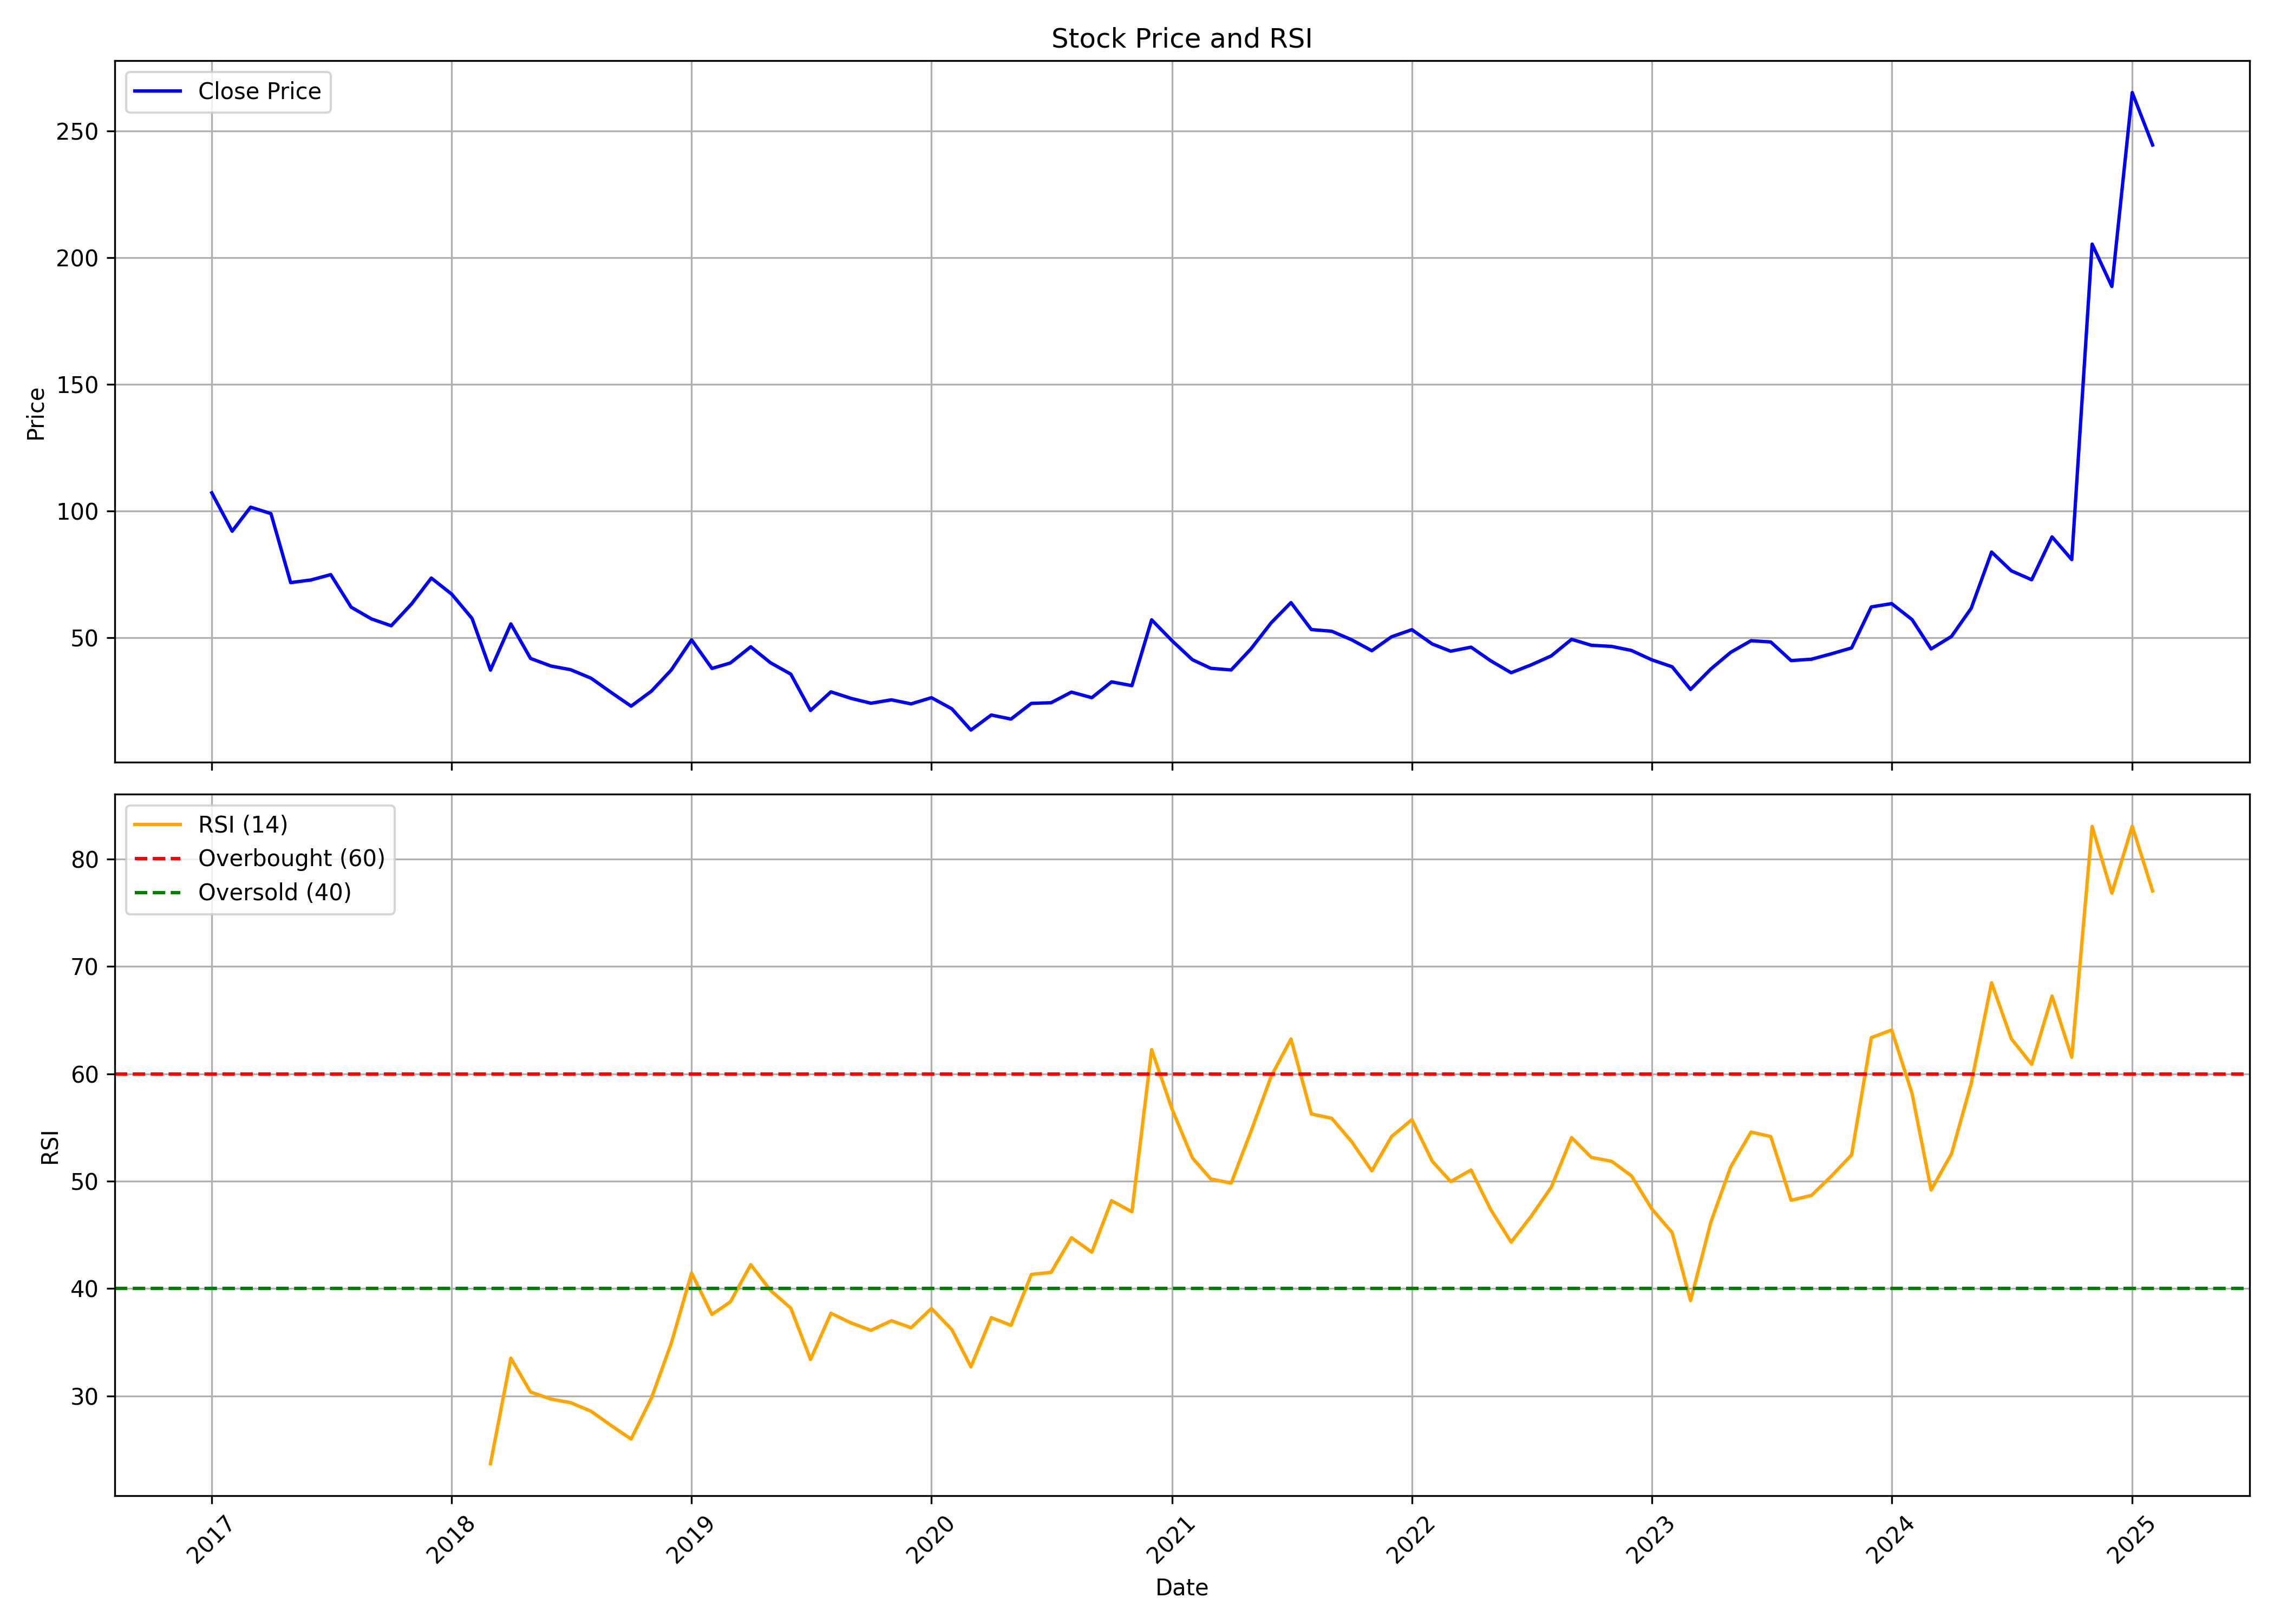 Stock Price and RSI
Close Price
250
200
150
100
50
Price
RSI (14)
Overbought (60)
Oversold (40)
80
70
60
50
40
30
RSI
2017
2018
2019
2020
2021
2022
2023
2024
2025
Date